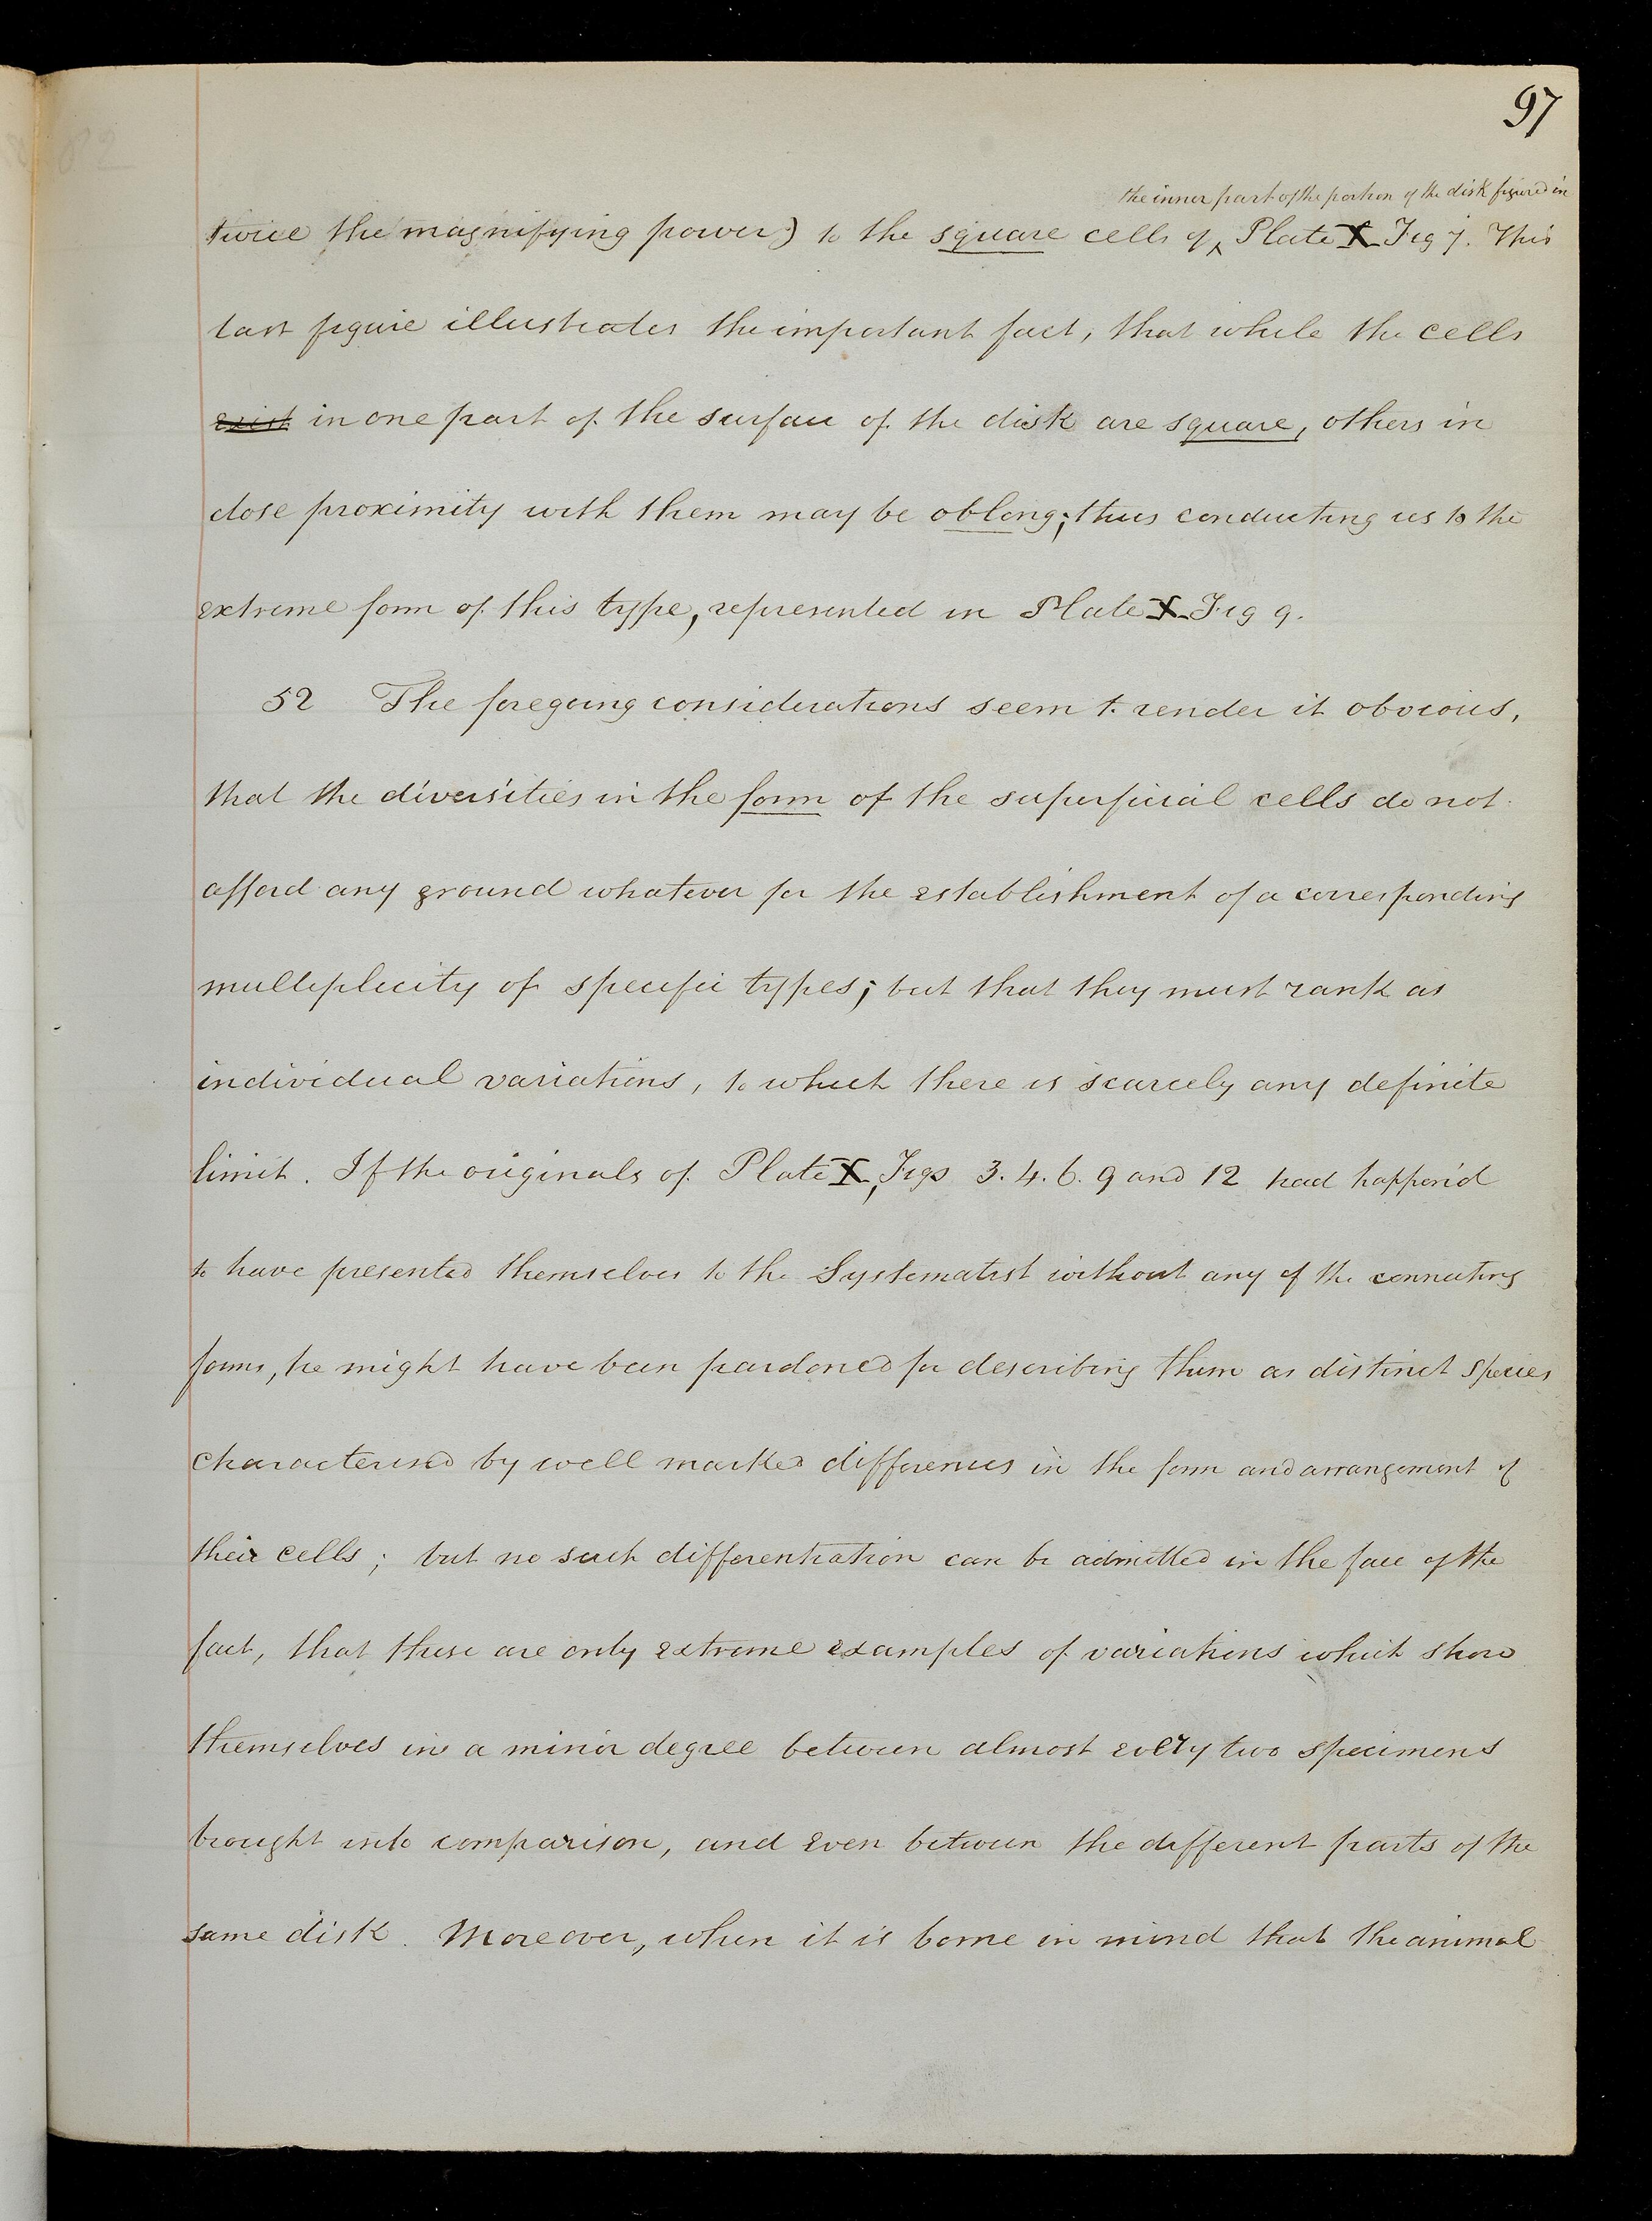 97
the inner part of the portion of the disk figured in
twice the magnifying power) to the square cells of ‸ Plate X Fig 7. This
last figure illustrates the important fact, that while the cells
exist in one part of the surface of the disk are square, others in
close proximity with them may be oblong; thus conducting us to the
extreme form of this type, represented in Plate X Fig 9.
52 The foregoing considerations seem to render it obvious,
that the diversities in the form of the superficial cells do not
afford any ground whatever for the establishment of a corresponding
multiplicity of specific types; but that they must rank as
individual variations, to which there is scarcely any definite
limit. If the originals of Plate X, Figs 3. 4. 6. 9 and 12 had happen'd
to have presented themselves to the Systematist without any of the connecting
forms, he might have been pardoned for describing them as distinct species
characterised by well marked differences in the form and arrangement of
their cells; but no such differentiation can be admitted in the face of the
fact, that these are only extreme examples of variations which show
themselves in a minor degree between almost every two specimens
brought into comparison, and even between the different parts of the
same disk. Moreover, when it is borne in mind that the animal